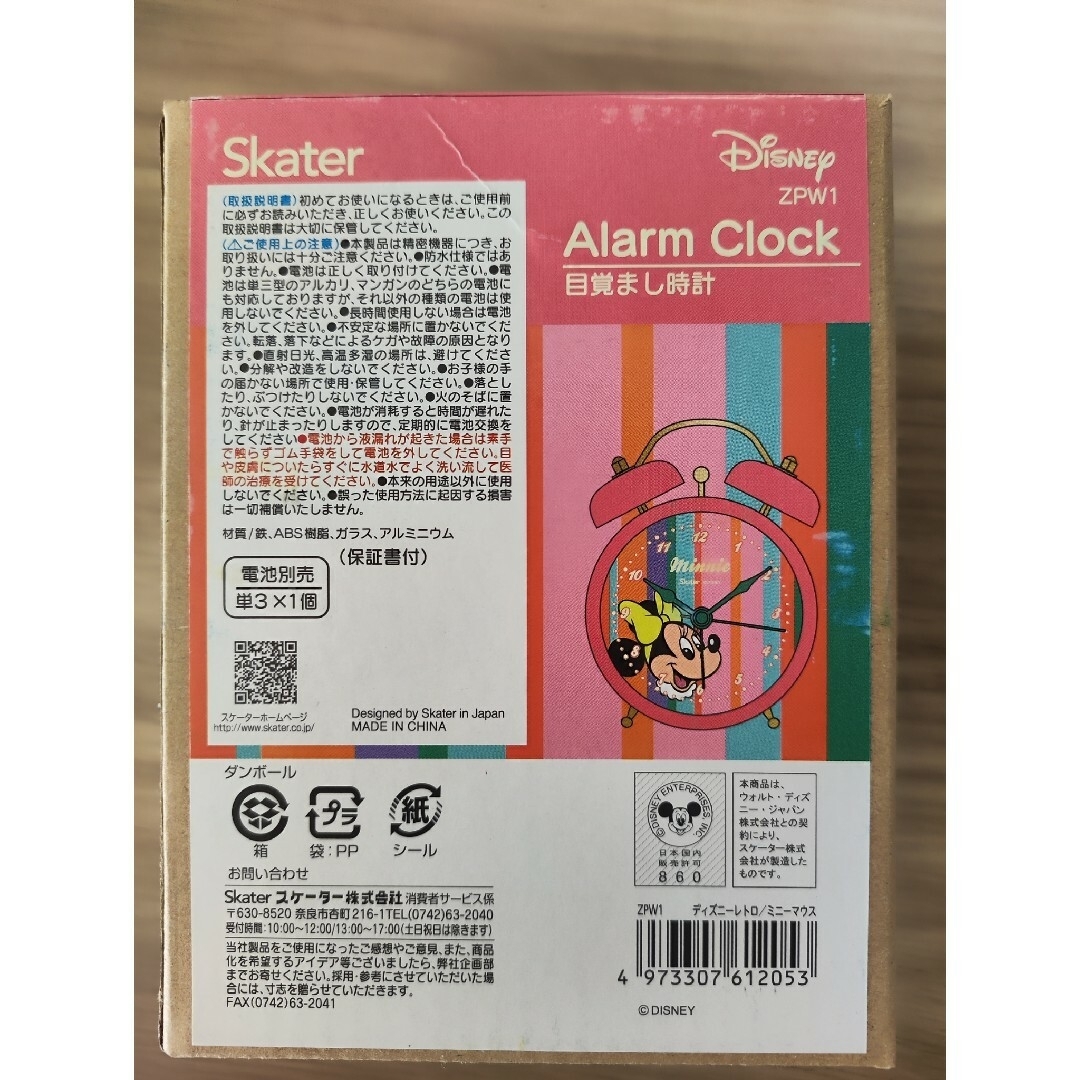 Skater
Disney
ZPW1
Alarm Clock
目覚まし時計
(取扱説明書)初めてお使いになるときは、ご使用前
に必ずお読みいただき、正しくお使いください。この
取扱説明書は大切に保管してください。
(⚠ご使用上の注意)●本製品は精密機器につき、お
取り扱いには十分ご注意ください。●防水仕様ではあ
りません。●電池は正しく取り付けてください。●電
池は単三型のアルカリ、マンガンのどちらの電池に
も対応しておりますが、それ以外の種類の電池は使
用しないでください。●長時間使用しない場合は電池
を外してください。●不安定な場所に置かないでくだ
さい。転落、落下などによるケガや故障の原因となり
ます。●直射日光、高温多湿の場所は、避けてくださ
い。●分解や改造をしないでください。●お子様の手
の届かない場所で使用・保管してください。●落とし
たり、ぶつけたりしないでください。●火のそばに置
かないでください。●電池が消耗すると時間が遅れた
り、針が止まったりしますので、定期的に電池交換を
してください●電池から液漏れが起きた場合は素手
で触らずゴム手袋をして電池を外してください。目
や皮膚についたらすぐに水道水でよく洗い流して医
師の治療を受けてください。●本来の用途以外に使用
しないでください。●誤った使用方法に起因する損害
は一切補償いたしません。
材質/鉄、ABS樹脂、ガラス、アルミニウム
(保証書付)
電池別売
単3×1個
スケーターホームページ
http://www.skater.co.jp/
Designed by Skater in Japan
MADE IN CHINA
12
11
1
10
2
9
3
8
4
7
6
5
Minnie
Skater
ダンボール
プラ
紙
箱
袋:PP
シール
お問い合わせ
Skater スケーター株式会社 消費者サービス係
〒630-8520 奈良市杏町216-1TEL(0742)63-2040
受付時間:10:00〜12:00/13:00〜17:00(土日祝日は除きます)
当社製品をご使用になったご感想やご意見、また、商品
化を希望するアイデア等ございましたら、弊社企画部
までお寄せください。採用・参考にさせていただいた場
合には、寸志を贈らせていただきます。
FAX(0742)63-2041
©DISNEY ENTERPRISES, INC.
日本国内
販売許可
860
本商品は、
ウォルト・ディズ
ニー・ジャパン
株式会社との契
約により、
スケーター株式
会社が製造した
ものです。
ZPW1 ディズニーレトロ/ミニーマウス
4 973307 612053
©DISNEY